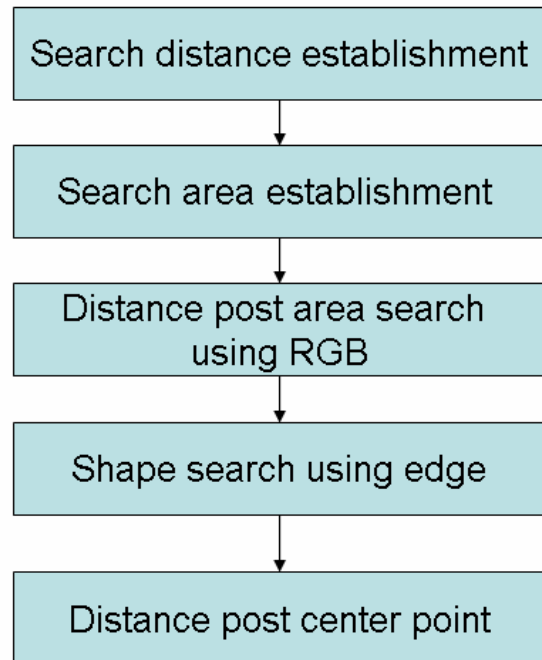 Search distance establishment
Search area establishment
Distance post area search
using RGB
Shape search using edge
Distance post center point